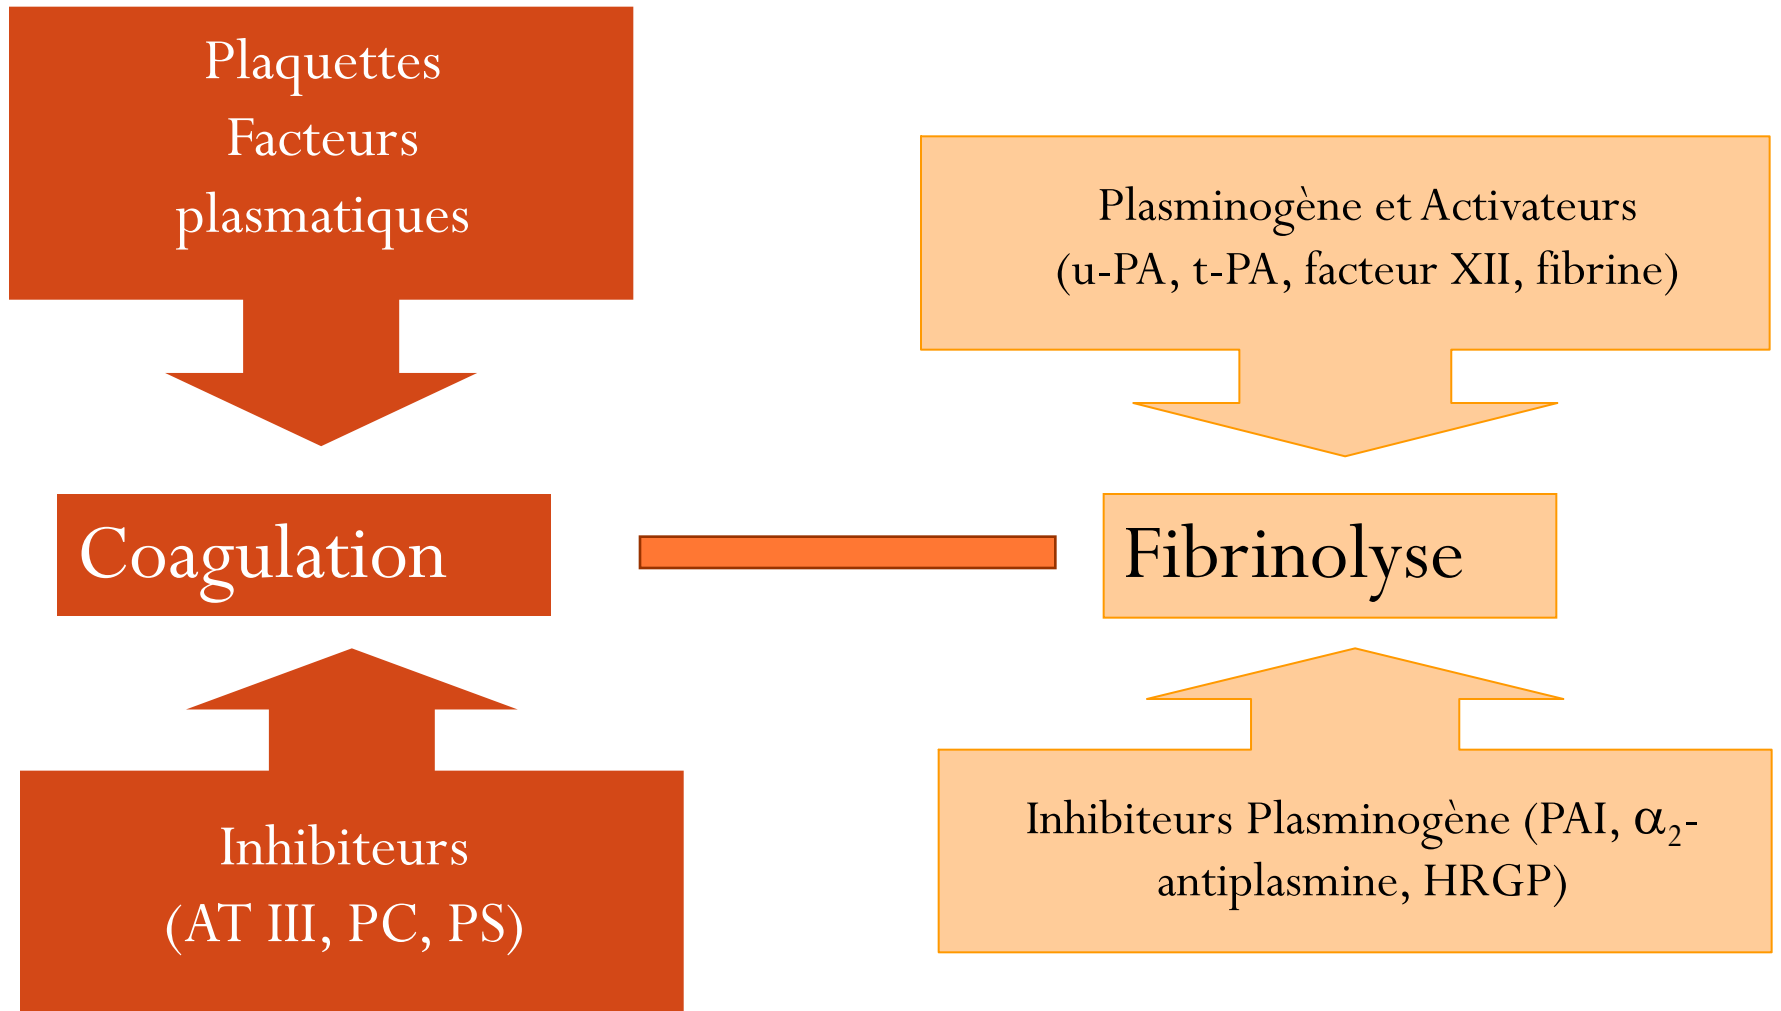 Plaquettes
Facteurs
plasmatiques
Plasminogène et Activateurs
(u-PA, t-PA, facteur XII, fibrine)
Coagulation
Fibrinolyse
Inhibiteurs
(AT III, PC, PS)
Inhibiteurs Plasminogène (PAI, α₂-
antiplasmine, HRGP)